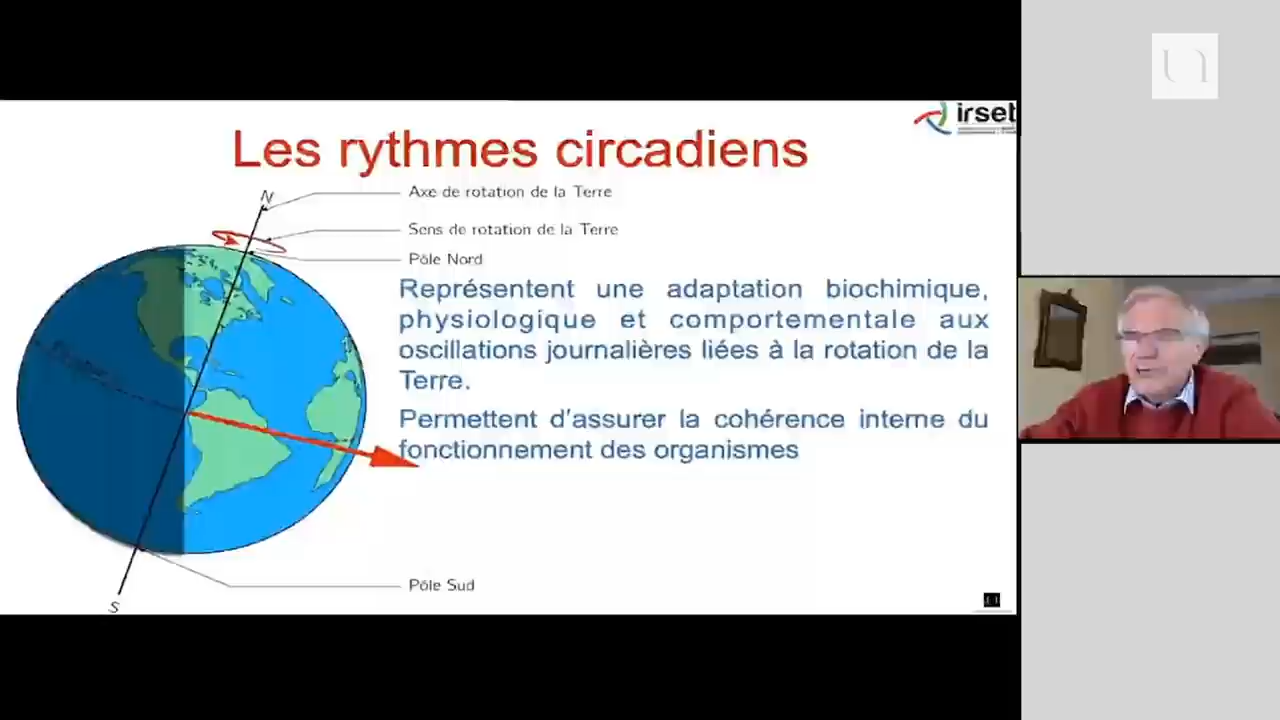 irset
Les rythmes circadiens
N
Axe de rotation de la Terre
Sens de rotation de la Terre
Pôle Nord
Représentent une adaptation biochimique,
physiologique et comportementale aux
oscillations journalières liées à la rotation de la
Terre.
Permettent d'assurer la cohérence interne du
fonctionnement des organismes
Pôle Sud
S